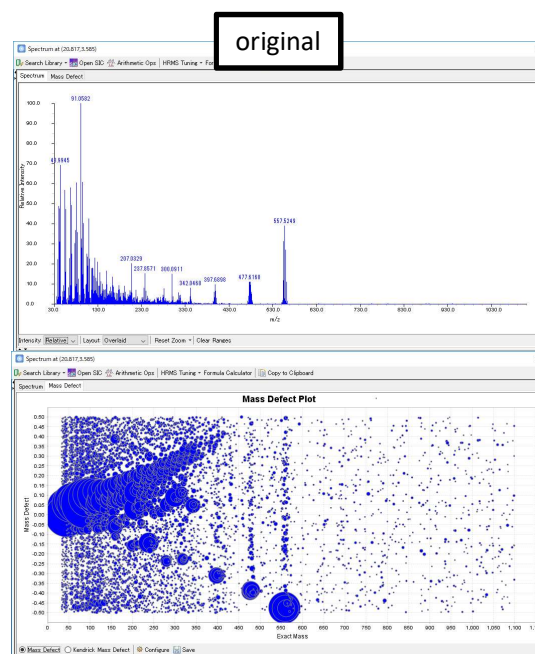 original
Spectrum at (20.817,3.585)
Search Library Open SIC Arithmetic Ops HRMS Tuning
Spectrum Mass Defect
100.0
90.0
80.0
70.0
60.0
50.0
40.0
30.0
20.0
10.0
0.0
Relative Intensity
91.0582
207.0329
300.0911
557.5249
30.0 130.0 230.0 330.0 430.0 530.0 630.0 730.0 830.0 930.0 1030.0
m/z
Intensity Relative Layout Overlaid Reset Zoom Clear Ranges
Spectrum at (20.817,3.585)
Search Library Open SIC Arithmetic Ops HRMS Tuning Formula Calculator Copy to Clipboard
Spectrum Mass Defect
Mass Defect Plot
0.50
0.45
0.40
0.35
0.30
0.25
0.20
0.15
0.10
0.05
0.00
-0.05
-0.10
-0.15
-0.20
-0.25
-0.30
-0.35
-0.40
-0.45
-0.50
Mass Defect
0 50 100 150 200 250 300 350 400 450 500 550 600 650 700 750 800 850 900 950 1,000 1,050 1,100
Exact Mass
Mass Defect Kendrick Mass Defect Configure Save